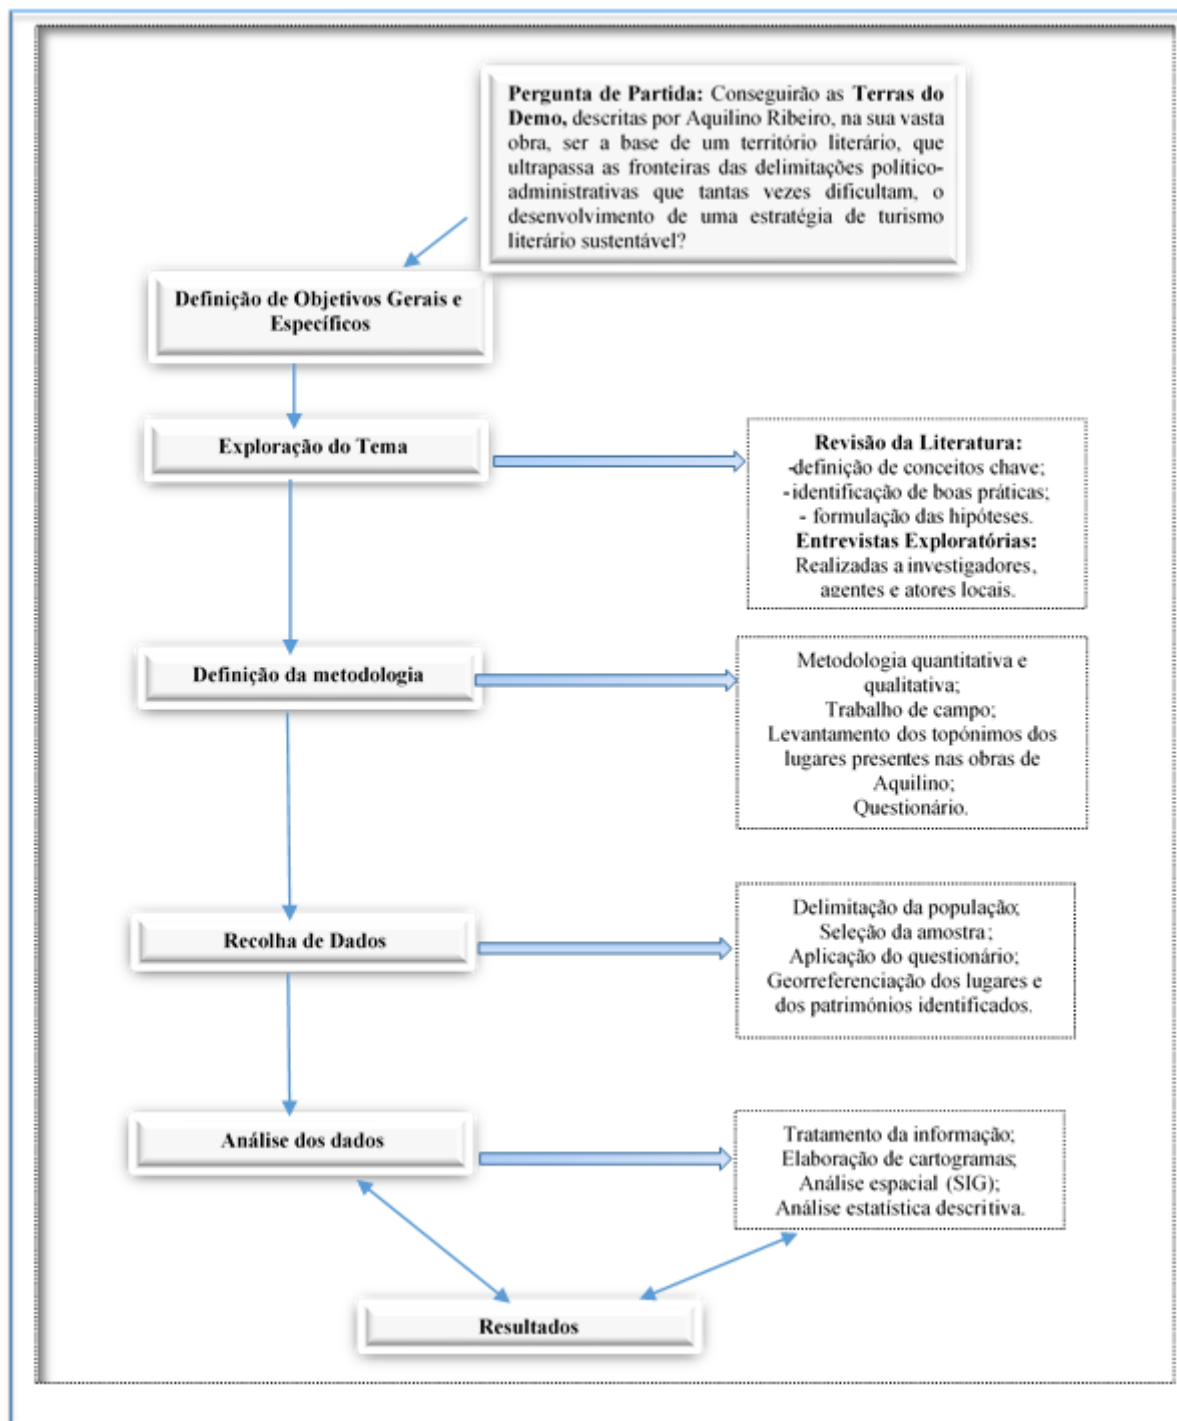 Pergunta de Partida: Conseguirão as Terras do
Demo, descritas por Aquilino Ribeiro, na sua vasta
obra, ser a base de um território literário, que
ultrapassa as fronteiras das delimitações político-
administrativas que tantas vezes dificultam, o
desenvolvimento de uma estratégia de turismo
literário sustentável?
Definição de Objetivos Gerais e
Específicos
Exploração do Tema
Revisão da Literatura:
-definição de conceitos chave;
-identificação de boas práticas;
- formulação das hipóteses.
Entrevistas Exploratórias:
Realizadas a investigadores,
agentes e atores locais.
Definição da metodologia
Metodologia quantitativa e
qualitativa;
Trabalho de campo;
Levantamento dos topónimos dos
lugares presentes nas obras de
Aquilino;
Questionário.
Recolha de Dados
Delimitação da população;
Seleção da amostra;
Aplicação do questionário;
Georreferenciação dos lugares e
dos patrimónios identificados.
Análise dos dados
Tratamento da informação;
Elaboração de cartogramas;
Análise espacial (SIG);
Análise estatística descritiva.
Resultados